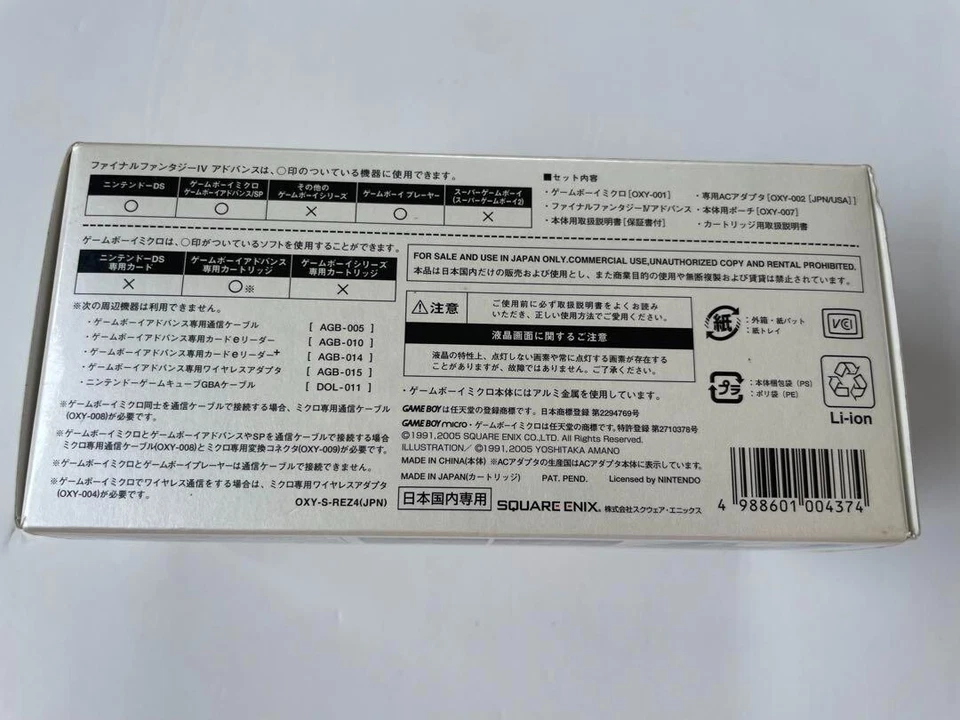 ファイナルファンタジーIV アドバンスは、○印のついている機器に使用できます。
ニンテンドーDS
ゲームボーイミクロ
ゲームボーイアドバンス/SP
その他の
ゲームボーイシリーズ
ゲームボーイプレーヤー
スーパーゲームボーイ
(スーパーゲームボーイ2)
○ ○ × ○ ×
ゲームボーイミクロは、○印がついているソフトを使用することができます。
ニンテンドーDS
専用カード
ゲームボーイアドバンス
専用カートリッジ
ゲームボーイシリーズ
専用カートリッジ
× ○※ ×
※次の周辺機器は利用できません。
・ゲームボーイアドバンス専用通信ケーブル [ AGB-005 ]
・ゲームボーイアドバンス専用カードeリーダー [ AGB-010 ]
・ゲームボーイアドバンス専用カードeリーダー+ [ AGB-014 ]
・ゲームボーイアドバンス専用ワイヤレスアダプタ [ AGB-015 ]
・ニンテンドーゲームキューブGBAケーブル [ DOL-011 ]
※ゲームボーイミクロ同士を通信ケーブルで接続する場合、ミクロ専用通信ケーブル
(OXY-008)が必要です。
※ゲームボーイミクロとゲームボーイアドバンスやSPを通信ケーブルで接続する場合
ミクロ専用通信ケーブル(OXY-008)とミクロ専用変換コネクタ(OXY-009)が必要です。
※ゲームボーイミクロとゲームボーイプレーヤーは通信ケーブルで接続できません。
※ゲームボーイミクロでワイヤレス通信をする場合は、ミクロ専用ワイヤレスアダプタ
(OXY-004)が必要です。
OXY-S-REZ4(JPN)
■セット内容
・ゲームボーイミクロ[OXY-001]
・ファイナルファンタジーIVアドバンス
・本体用取扱説明書[保証書付]
・専用ACアダプタ[OXY-002 [JPN/USA]]
・本体用ポーチ[OXY-007]
・カートリッジ用取扱説明書
FOR SALE AND USE IN JAPAN ONLY.COMMERCIAL USE,UNAUTHORIZED COPY AND RENTAL PROHIBITED.
本品は日本国内だけの販売および使用とし、また商業目的の使用や無断複製および賃貸は禁止されています。
⚠注意
ご使用前に必ず取扱説明書をよくお読み
いただき、正しい使用方法でご愛用ください。
液晶画面に関するご注意
液晶の特性上、点灯しない画素や常に点灯する画素が存在する
ことがありますが、故障ではありません。ご了承ください。
・ゲームボーイミクロ本体にはアルミ金属を使用しています。
GAME BOYは任天堂の登録商標です。日本商標登録 第2294769号
GAME BOY micro・ゲームボーイミクロは任天堂の商標です。特許登録 第2710378号
©1991,2005 SQUARE ENIX CO.,LTD. All Rights Reserved.
ILLUSTRATION/ ©1991,2005 YOSHITAKA AMANO
MADE IN CHINA(本体) ※ACアダプタの生産国はACアダプタ本体に表示しています。
MADE IN JAPAN(カートリッジ) PAT. PEND. Licensed by NINTENDO
日本国内専用
SQUARE ENIX. 株式会社スクウェア・エニックス
紙
:外箱・紙パット
・紙トレイ
プラ
:本体梱包袋(PS)
:ポリ袋(PE)
VCCI
Li-ion
4 988601 004374